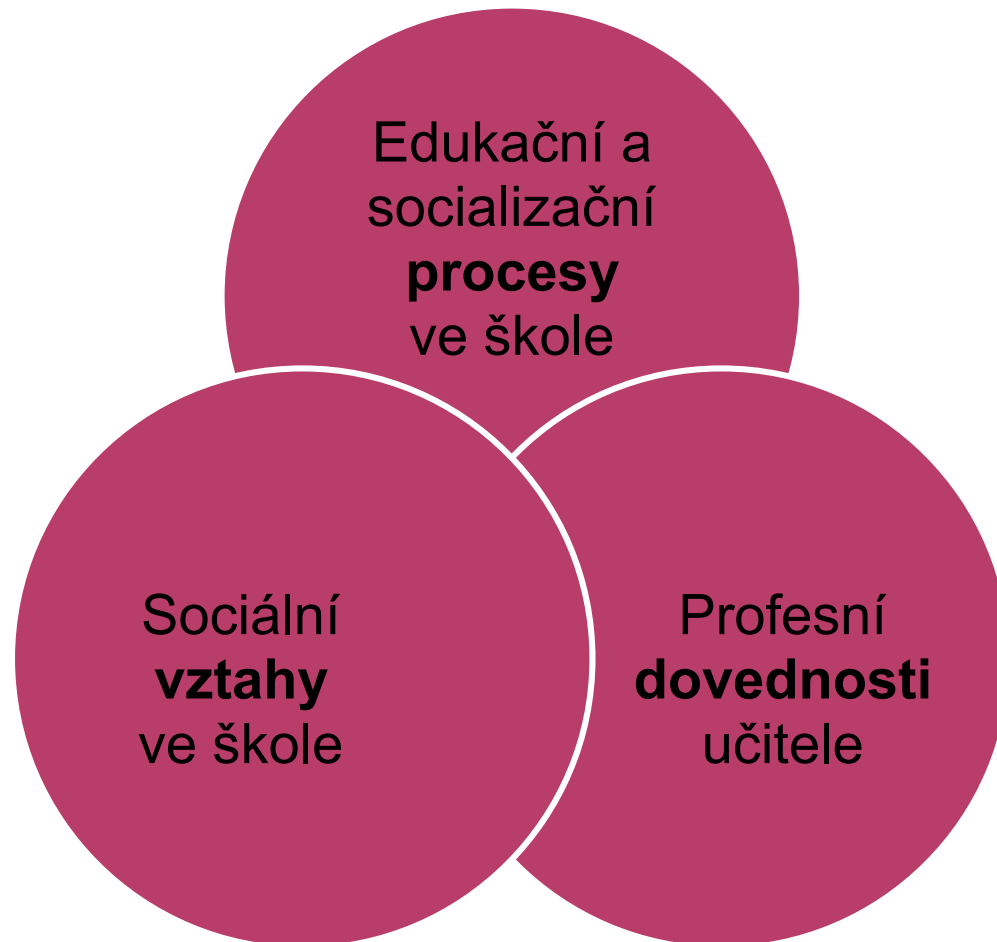 Edukační a
socializační
procesy
ve škole
Sociální
vztahy
ve škole
Profesní
dovednosti
učitele